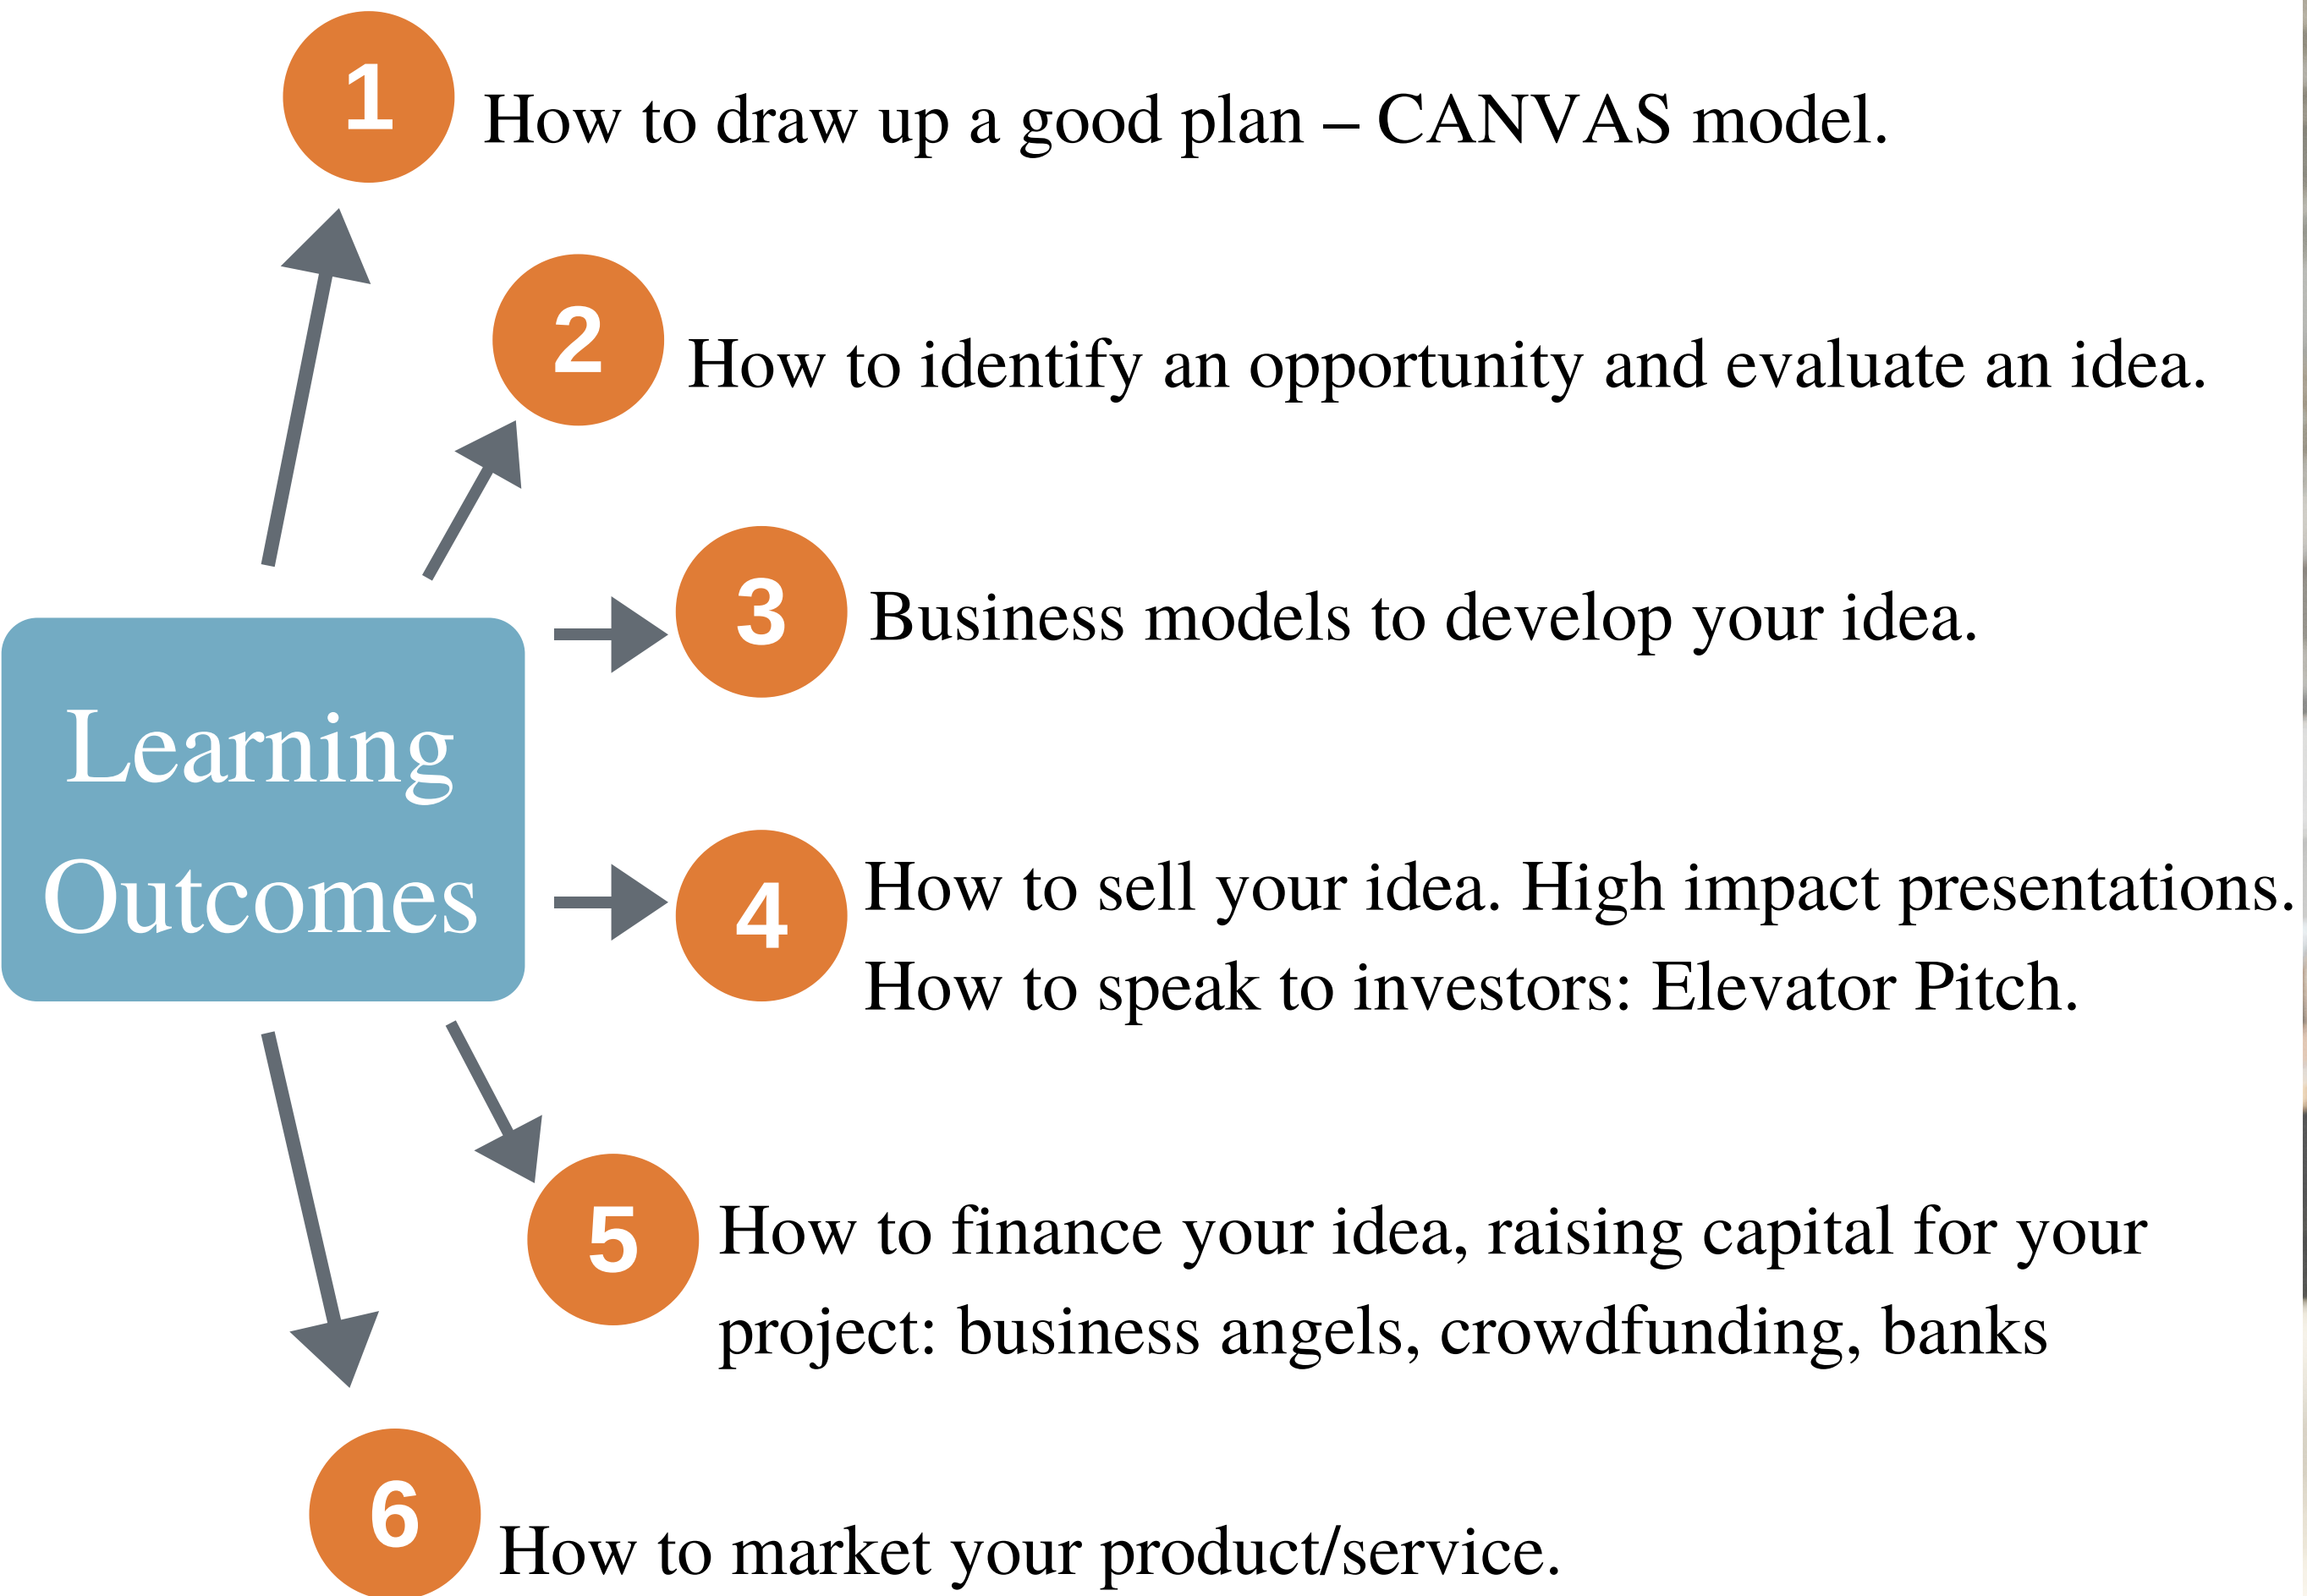 1
How to draw up a good plan – CANVAS model.
2
How to identify an opportunity and evaluate an idea.
3
Business models to develop your idea.
Learning
Outcomes
4
How to sell your idea. High impact presentations.
How to speak to investors: Elevator Pitch.
5
How to finance your idea, raising capital for your
project: business angels, crowdfunding, banks
6
How to market your product/service.